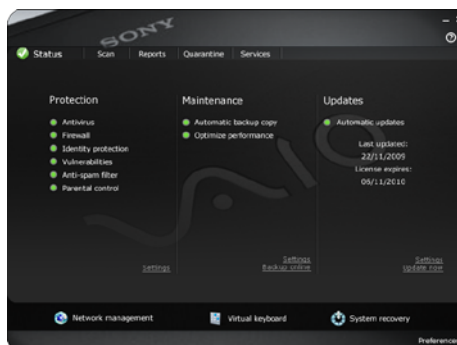 SONY
Status
Scan
Reports
Quarantine
Services
Protection
Antivirus
Firewall
Identity protection
Vulnerabilities
Anti-spam filter
Parental control
Settings
Maintenance
Automatic backup copy
Optimize performance
Settings
Backup online
Updates
Automatic updates
Last updated:
22/11/2009
License expires:
06/11/2010
Settings
Update now
VAIO
Network management
Virtual keyboard
System recovery
Preferences